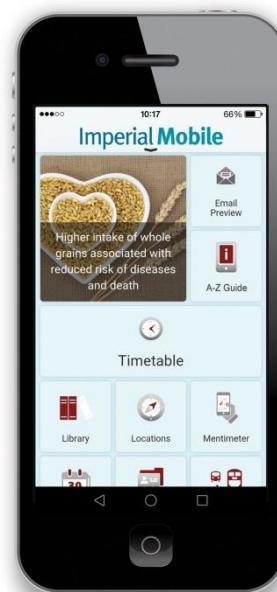 10:17
66%
Imperial Mobile
Higher intake of whole
grains associated with
reduced risk of diseases
and death
Email
Preview
i
A-Z Guide
Timetable
Library
Locations
Mentimeter
30